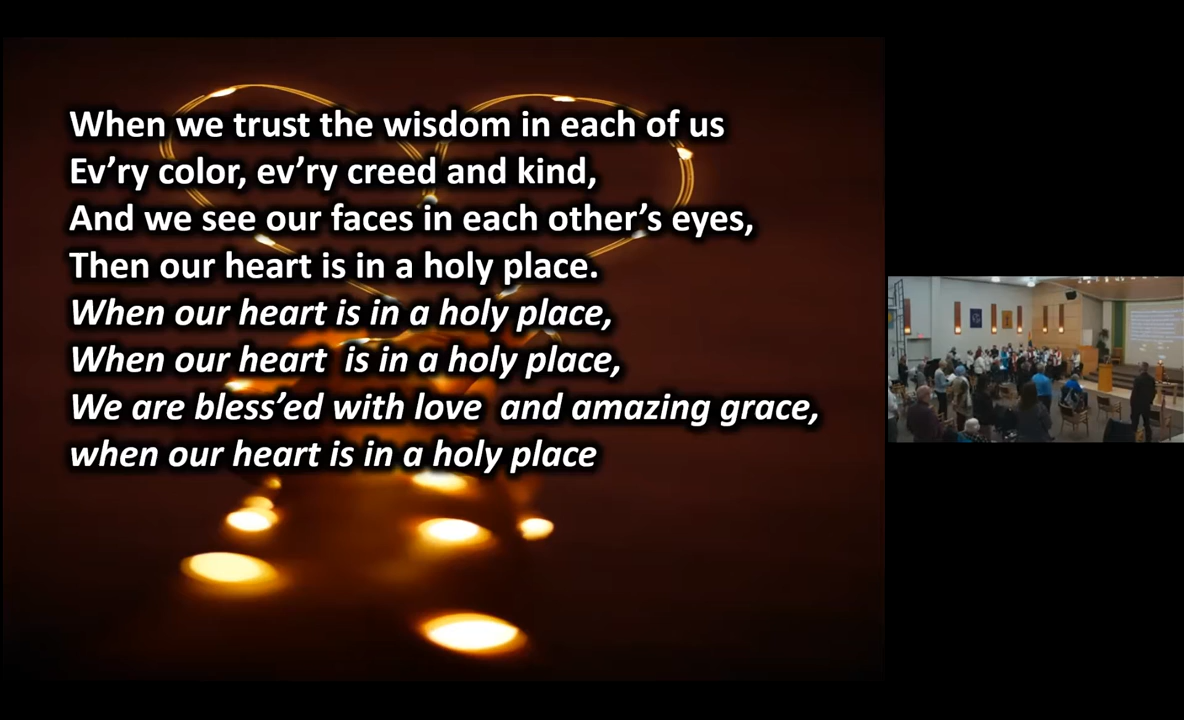 When we trust the wisdom in each of us
Ev’ry color, ev’ry creed and kind,
And we see our faces in each other’s eyes,
Then our heart is in a holy place.
When our heart is in a holy place,
When our heart  is in a holy place,
We are bless’ed with love  and amazing grace,
when our heart is in a holy place